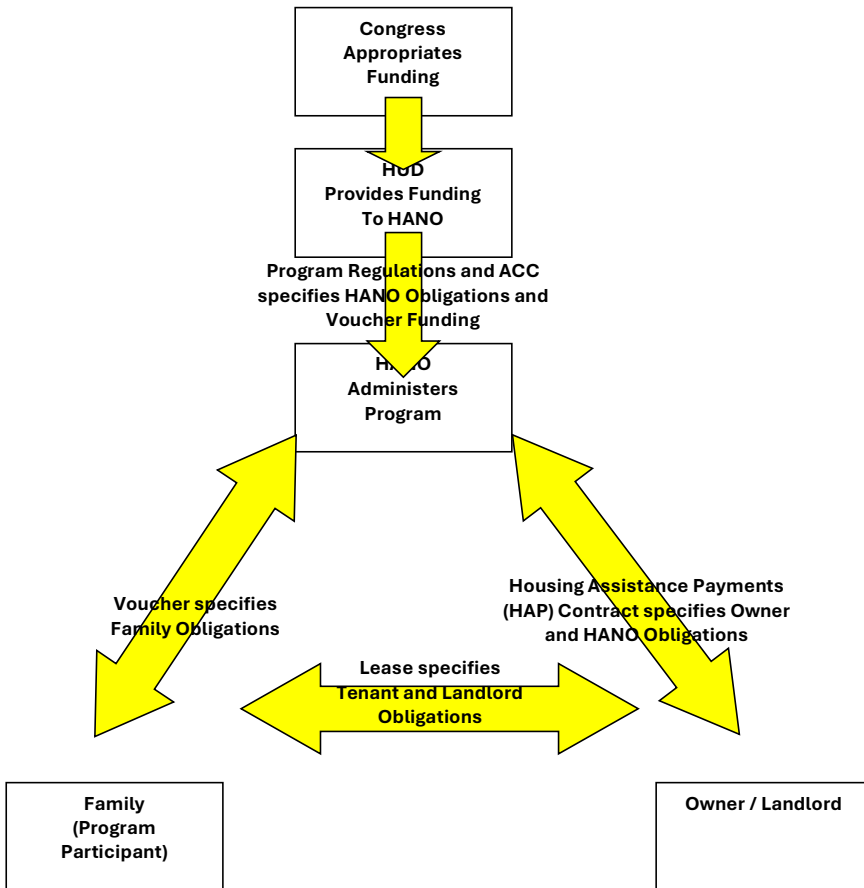 Congress
Appropriates
Funding
HUD
Provides Funding
To HANO
Program Regulations and ACC
specifies HANO Obligations and
Voucher Funding
HANO
Administers
Program
Voucher specifies
Family Obligations
Housing Assistance Payments
(HAP) Contract specifies Owner
and HANO Obligations
Lease specifies
Tenant and Landlord
Obligations
Family
(Program
Participant)
Owner / Landlord